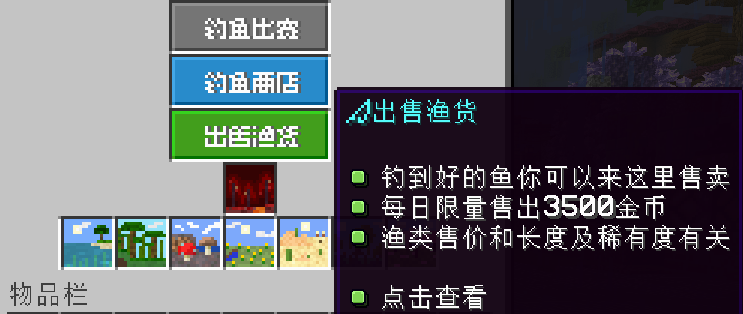 钓鱼比赛
钓鱼商店
出售渔货
出售渔货
钓到好的鱼你可以来这里售卖
每日限量售出3500金币
渔类售价和长度及稀有度有关
点击查看
物品栏